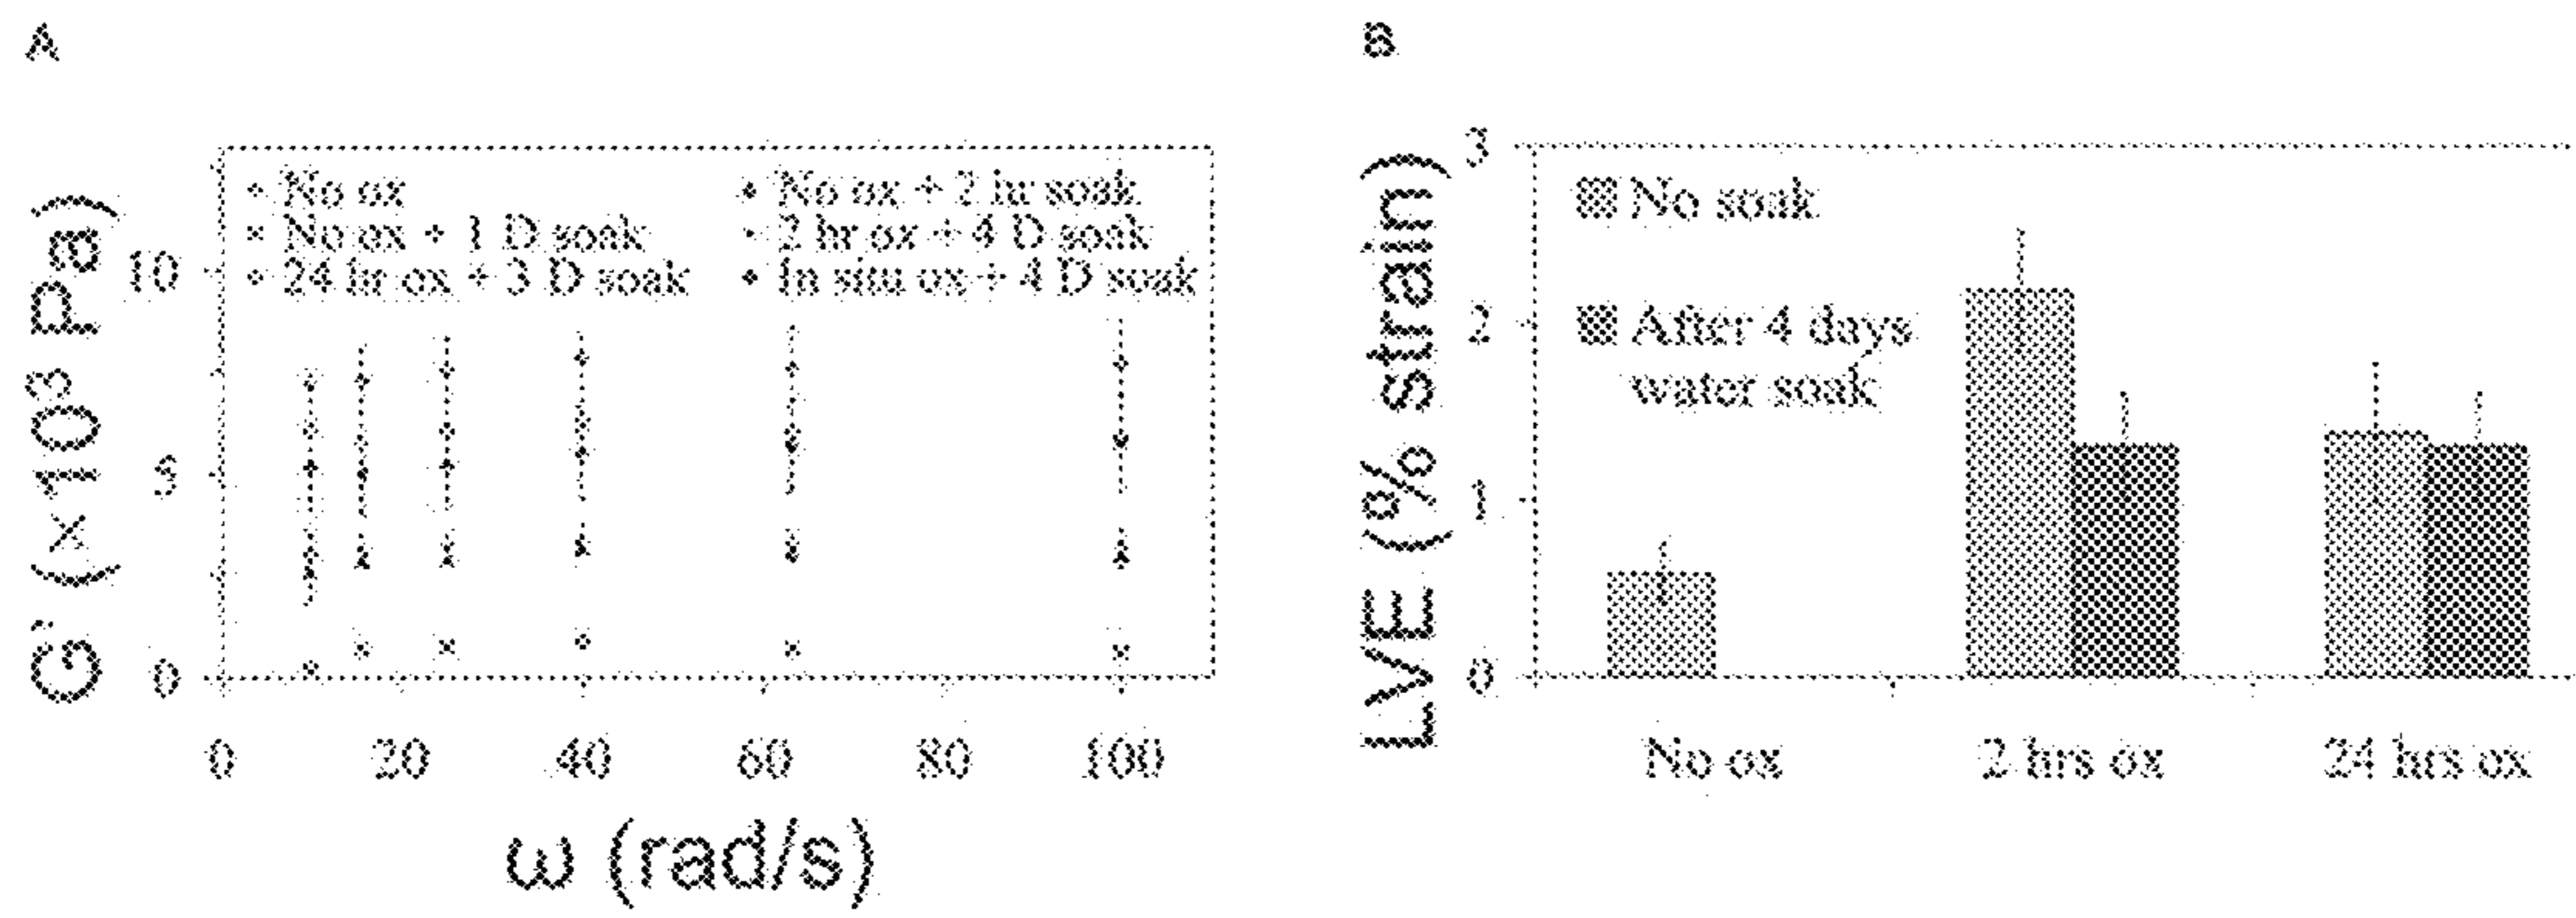 A
B
G' (×10³ Pa)
10
5
0
No ox
No ox + 2 hr soak
No ox + 1 D soak
2 hr ox + 4 D soak
24 hr ox + 3 D soak
In situ ox + 4 D soak
0 20 40 60 80 100
ω (rad/s)
LVE (% strain)
3
2
1
0
No soak
After 4 days
water soak
No ox
2 hrs ox
24 hrs ox